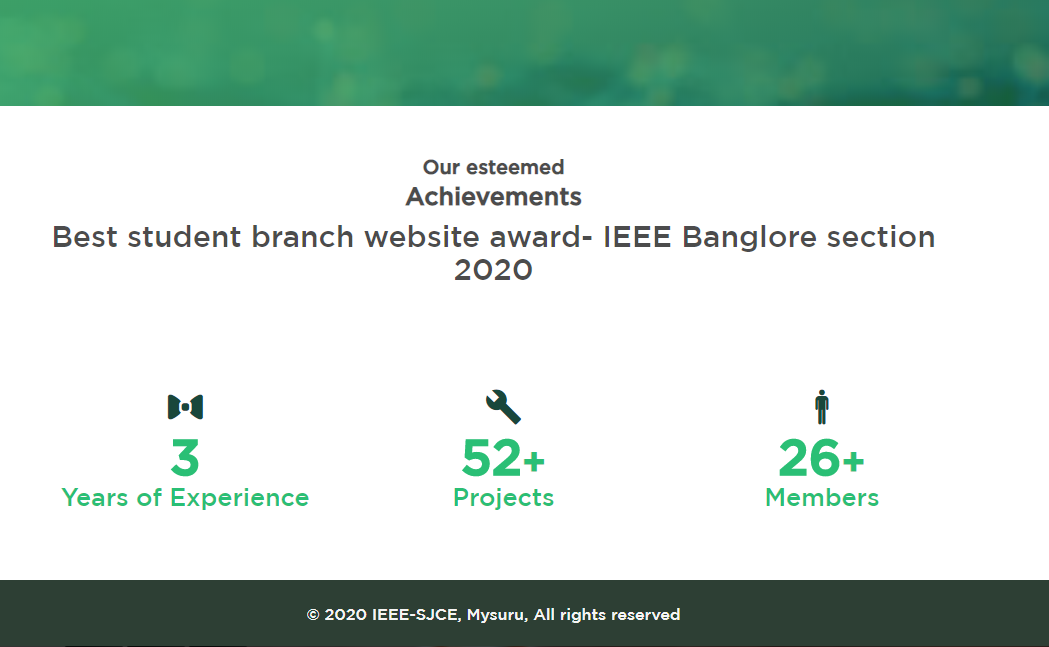 Our esteemed
Achievements
Best student branch website award- IEEE Banglore section
2020
3
Years of Experience
52+
Projects
26+
Members
© 2020 IEEE-SJCE, Mysuru, All rights reserved